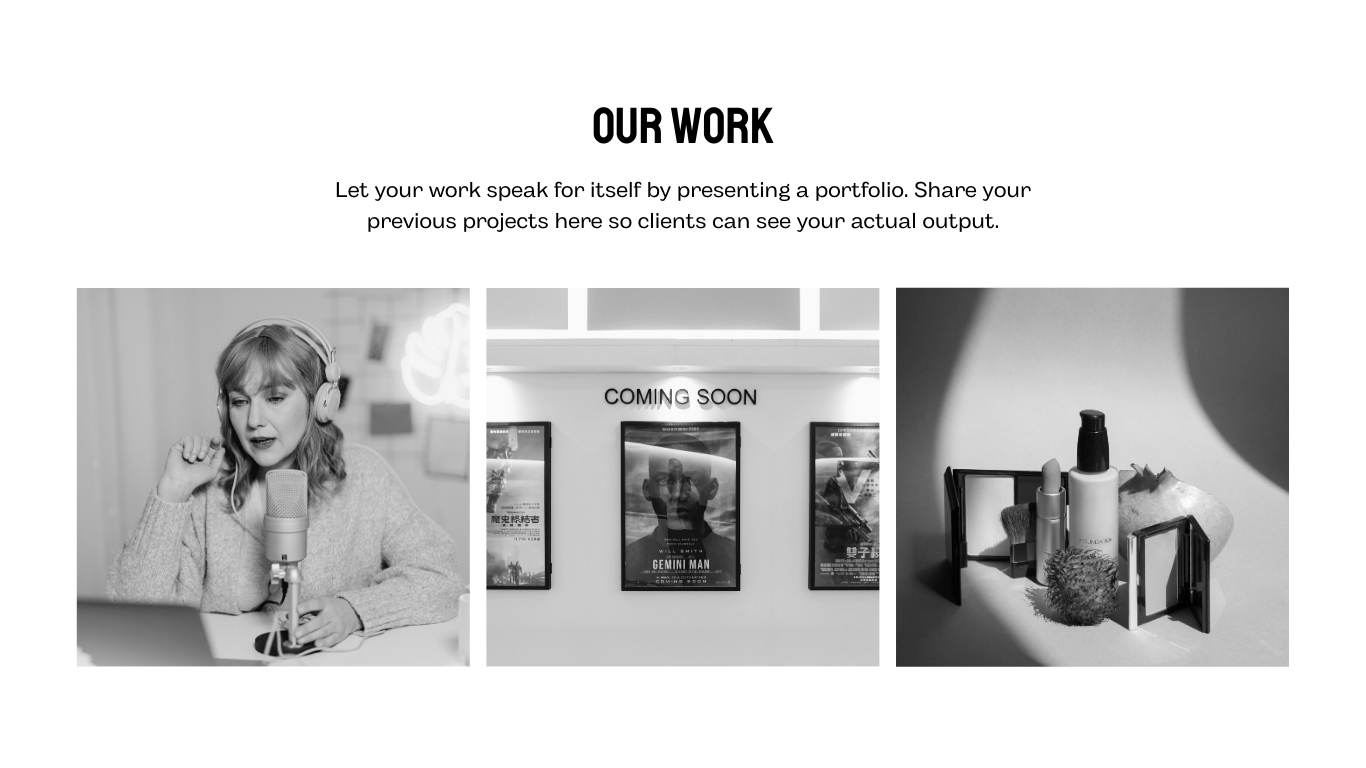 OUR WORK
Let your work speak for itself by presenting a portfolio. Share your
previous projects here so clients can see your actual output.
COMING SOON
魔鬼終結者
WILL SMITH
GEMINI MAN
COMING SOON
雙子
FOUNDATION